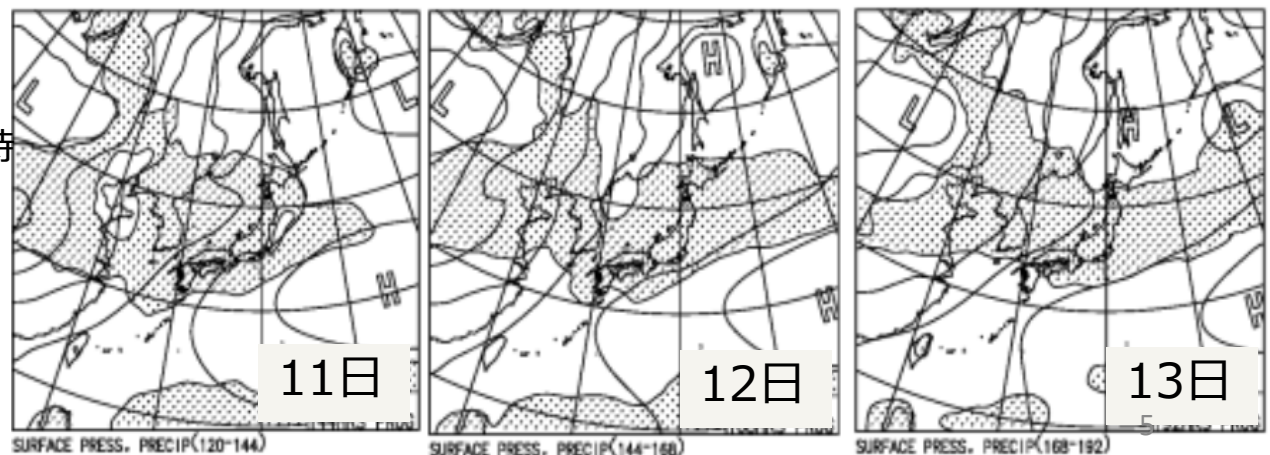 時
L
L
H
11日
SURFACE PRESS, PRECIP(120-144)
L
H
H
12日
SURFACE PRESS, PRECIP(144-168)
L
H
L
H
13日
5
SURFACE PRESS, PRECIP(168-192)